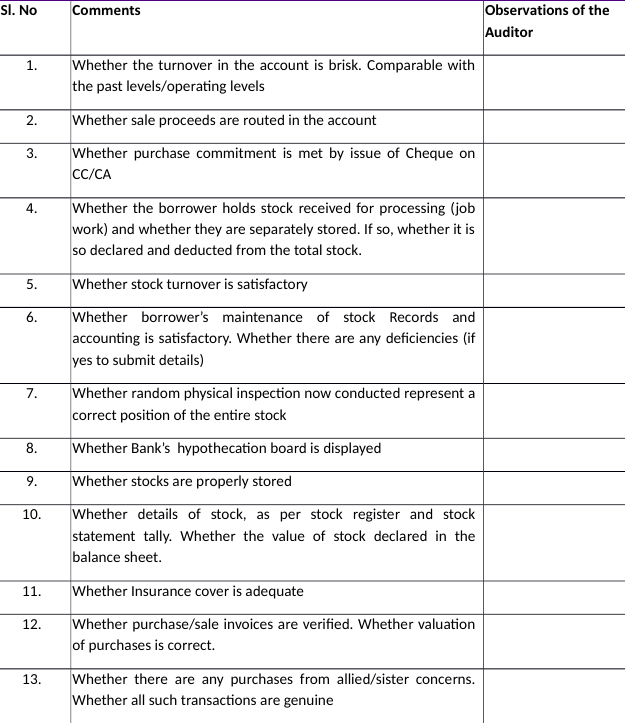 Sl. No Comments Observations of the
Auditor
1. Whether the turnover in the account is brisk. Comparable with
the past levels/operating levels
2. Whether sale proceeds are routed in the account
3. Whether purchase commitment is met by issue of Cheque on
CC/CA
4. Whether the borrower holds stock received for processing (job
work) and whether they are separately stored. If so, whether it is
so declared and deducted from the total stock.
5. Whether stock turnover is satisfactory
6. Whether borrower’s maintenance of stock Records and
accounting is satisfactory. Whether there are any deficiencies (if
yes to submit details)
7. Whether random physical inspection now conducted represent a
correct position of the entire stock
8. Whether Bank’s hypothecation board is displayed
9. Whether stocks are properly stored
10. Whether details of stock, as per stock register and stock
statement tally. Whether the value of stock declared in the
balance sheet.
11. Whether Insurance cover is adequate
12. Whether purchase/sale invoices are verified. Whether valuation
of purchases is correct.
13. Whether there are any purchases from allied/sister concerns.
Whether all such transactions are genuine